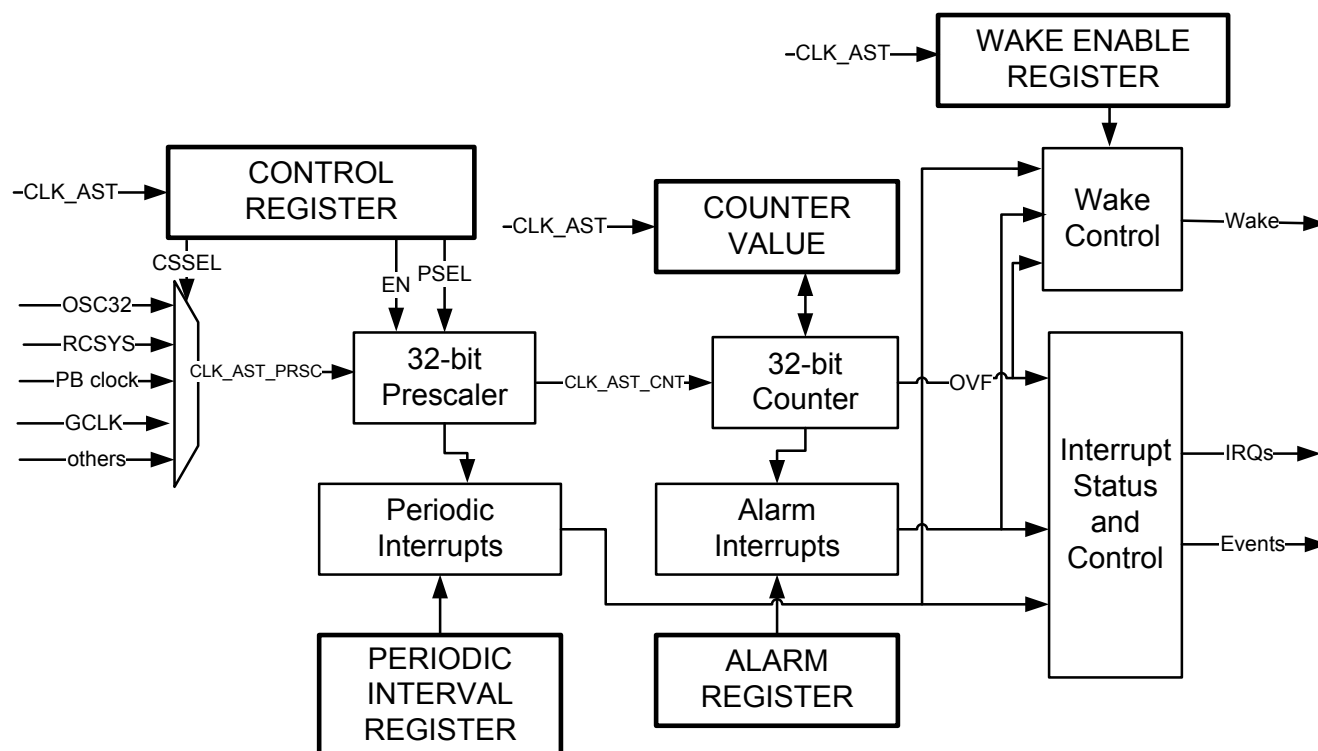 CLK_AST
WAKE ENABLE
REGISTER
CLK_AST
CONTROL
REGISTER
CLK_AST
COUNTER
VALUE
Wake
Control
Wake
CSSEL
EN
PSEL
OSC32
RCSYS
PB clock
GCLK
others
CLK_AST_PRSC
32-bit
Prescaler
CLK_AST_CNT
32-bit
Counter
OVF
Periodic
Interrupts
Alarm
Interrupts
Interrupt
Status
and
Control
IRQs
Events
PERIODIC
INTERVAL
REGISTER
ALARM
REGISTER